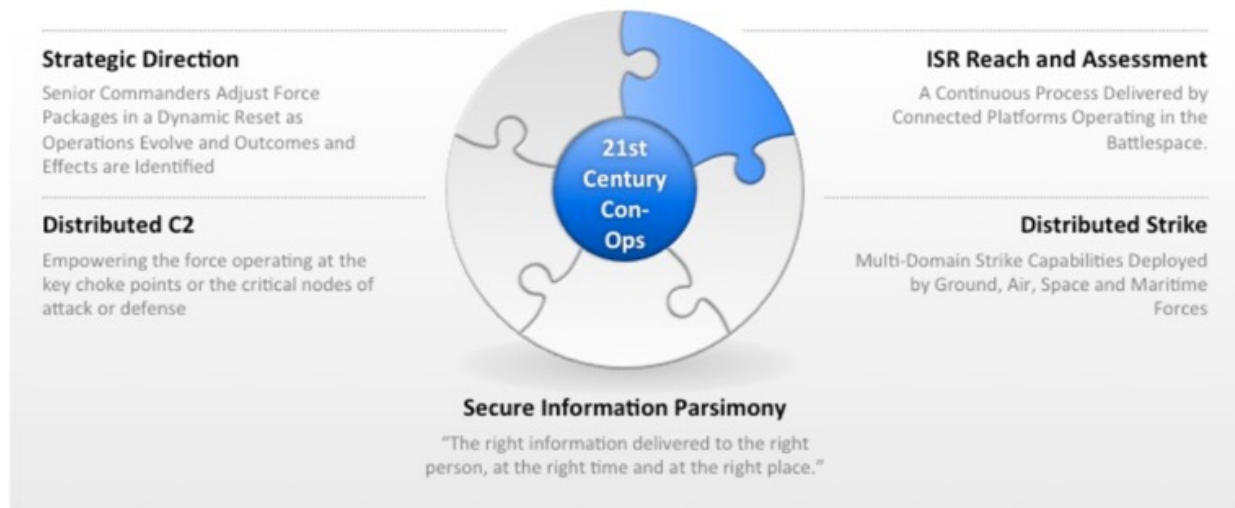 Strategic Direction
Senior Commanders Adjust Force
Packages in a Dynamic Reset as
Operations Evolve and Outcomes and
Effects are Identified
Distributed C2
Empowering the force operating at the
key choke points or the critical nodes of
attack or defense
21st
Century
Con-
Ops
ISR Reach and Assessment
A Continuous Process Delivered by
Connected Platforms Operating in the
Battlespace.
Distributed Strike
Multi-Domain Strike Capabilities Deployed
by Ground, Air, Space and Maritime
Forces
Secure Information Parsimony
“The right information delivered to the right
person, at the right time and at the right place.”